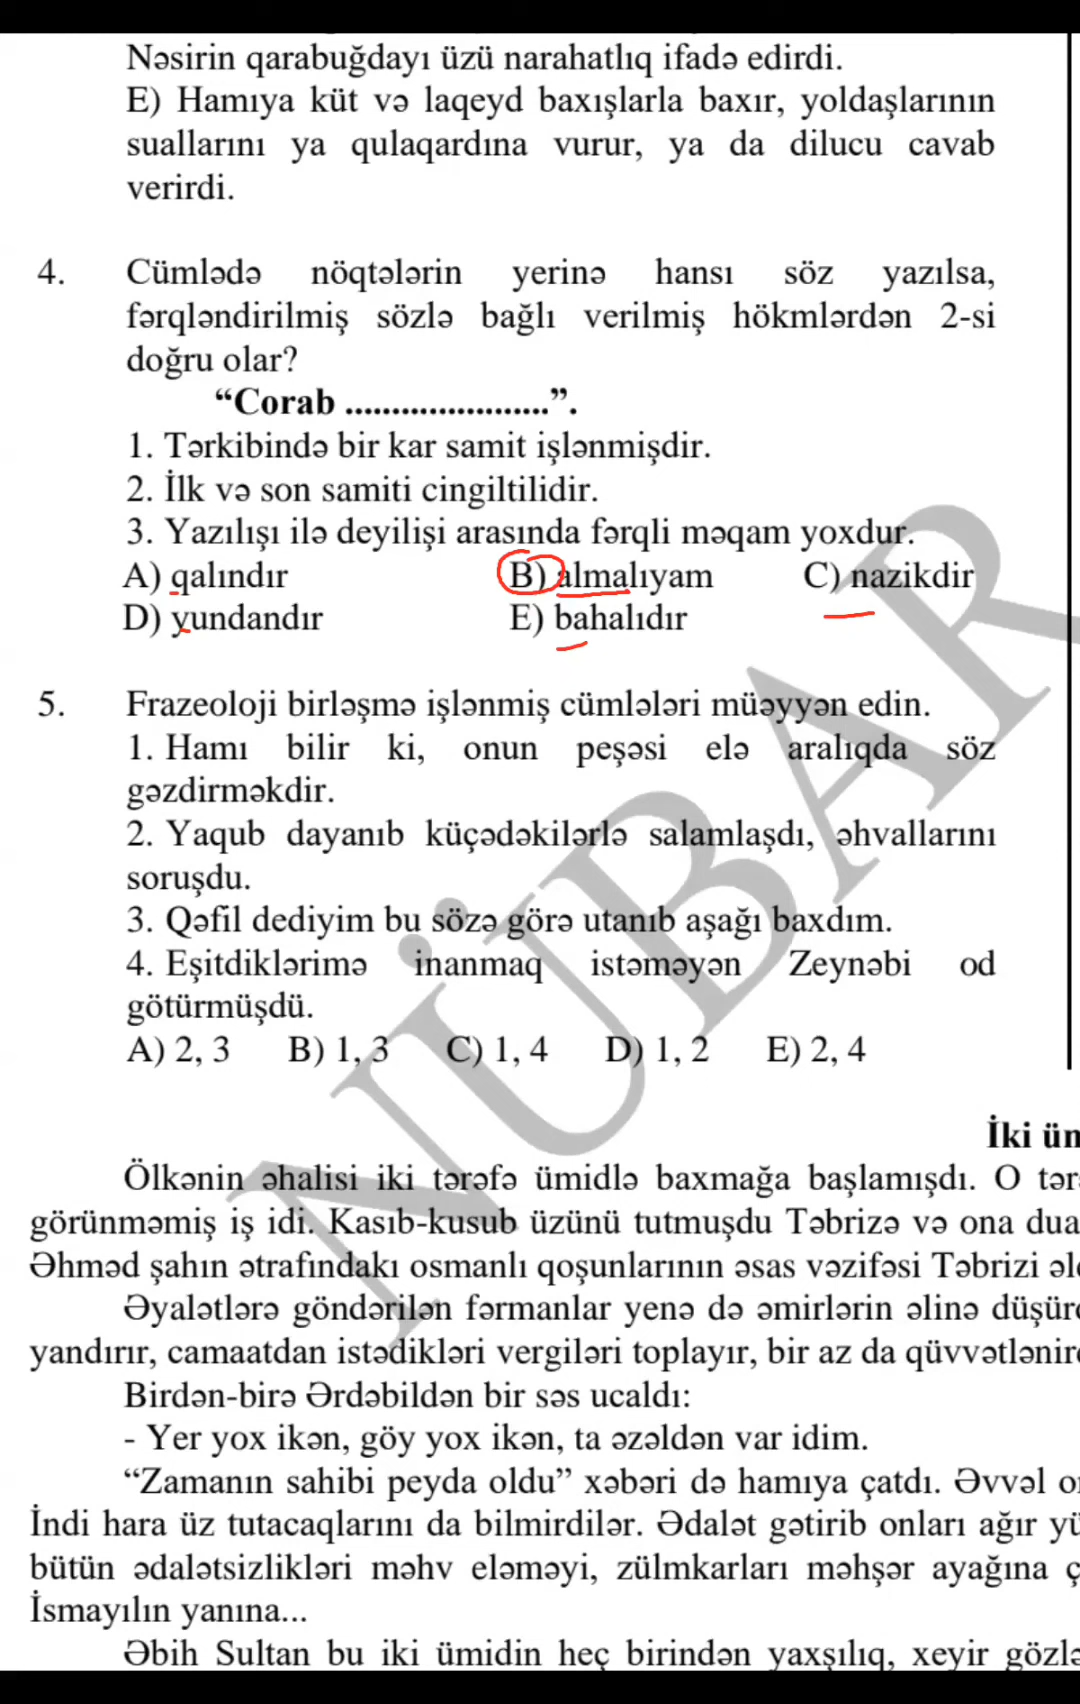 Nəsirin qarabuğdayı üzü narahatlıq ifadə edirdi.
E) Hamıya küt və laqeyd baxışlarla baxır, yoldaşlarının
suallarını ya qulaqardına vurur, ya da dilucu cavab
verirdi.
4. Cümlədə nöqtələrin yerinə hansı söz yazılsa,
fərqləndirilmiş sözlə bağlı verilmiş hökmlərdən 2-si
doğru olar?
“Corab ......................”.
1. Tərkibində bir kar samit işlənmişdir.
2. İlk və son samiti cingiltilidir.
3. Yazılışı ilə deyilişi arasında fərqli məqam yoxdur.
A) qalındır B) almalıyam C) nazikdir
D) yundandır E) bahalıdır
5. Frazeoloji birləşmə işlənmiş cümlələri müəyyən edin.
1. Hamı bilir ki, onun peşəsi elə aralıqda söz
gəzdirməkdir.
2. Yaqub dayanıb küçədəkilərlə salamlaşdı, əhvallarını
soruşdu.
3. Qəfil dediyim bu sözə görə utanıb aşağı baxdım.
4. Eşitdiklərimə inanmaq istəməyən Zeynəbi od
götürmüşdü.
A) 2, 3 B) 1, 3 C) 1, 4 D) 1, 2 E) 2, 4
İki üm
Ölkənin əhalisi iki tərəfə ümidlə baxmağa başlamışdı. O tər
görünməmiş iş idi. Kasıb-kusub üzünü tutmuşdu Təbrizə və ona dua
Əhməd şahın ətrafındakı osmanlı qoşunlarının əsas vəzifəsi Təbrizi əl
Əyalətlərə göndərilən fərmanlar yenə də əmirlərin əlinə düşür
yandırır, camaatdan istədikləri vergiləri toplayır, bir az da qüvvətlənir
Birdən-birə Ərdəbildən bir səs ucaldı:
- Yer yox ikən, göy yox ikən, ta əzəldən var idim.
“Zamanın sahibi peyda oldu” xəbəri də hamıya çatdı. Əvvəl o
İndi hara üz tutacaqlarını da bilmirdilər. Ədalət gətirib onları ağır yü
bütün ədalətsizlikləri məhv eləməyi, zülmkarları məhşər ayağına ç
İsmayılın yanına...
Əbih Sultan bu iki ümidin heç birindən yaxşılıq, xeyir gözlə
NÜBAR